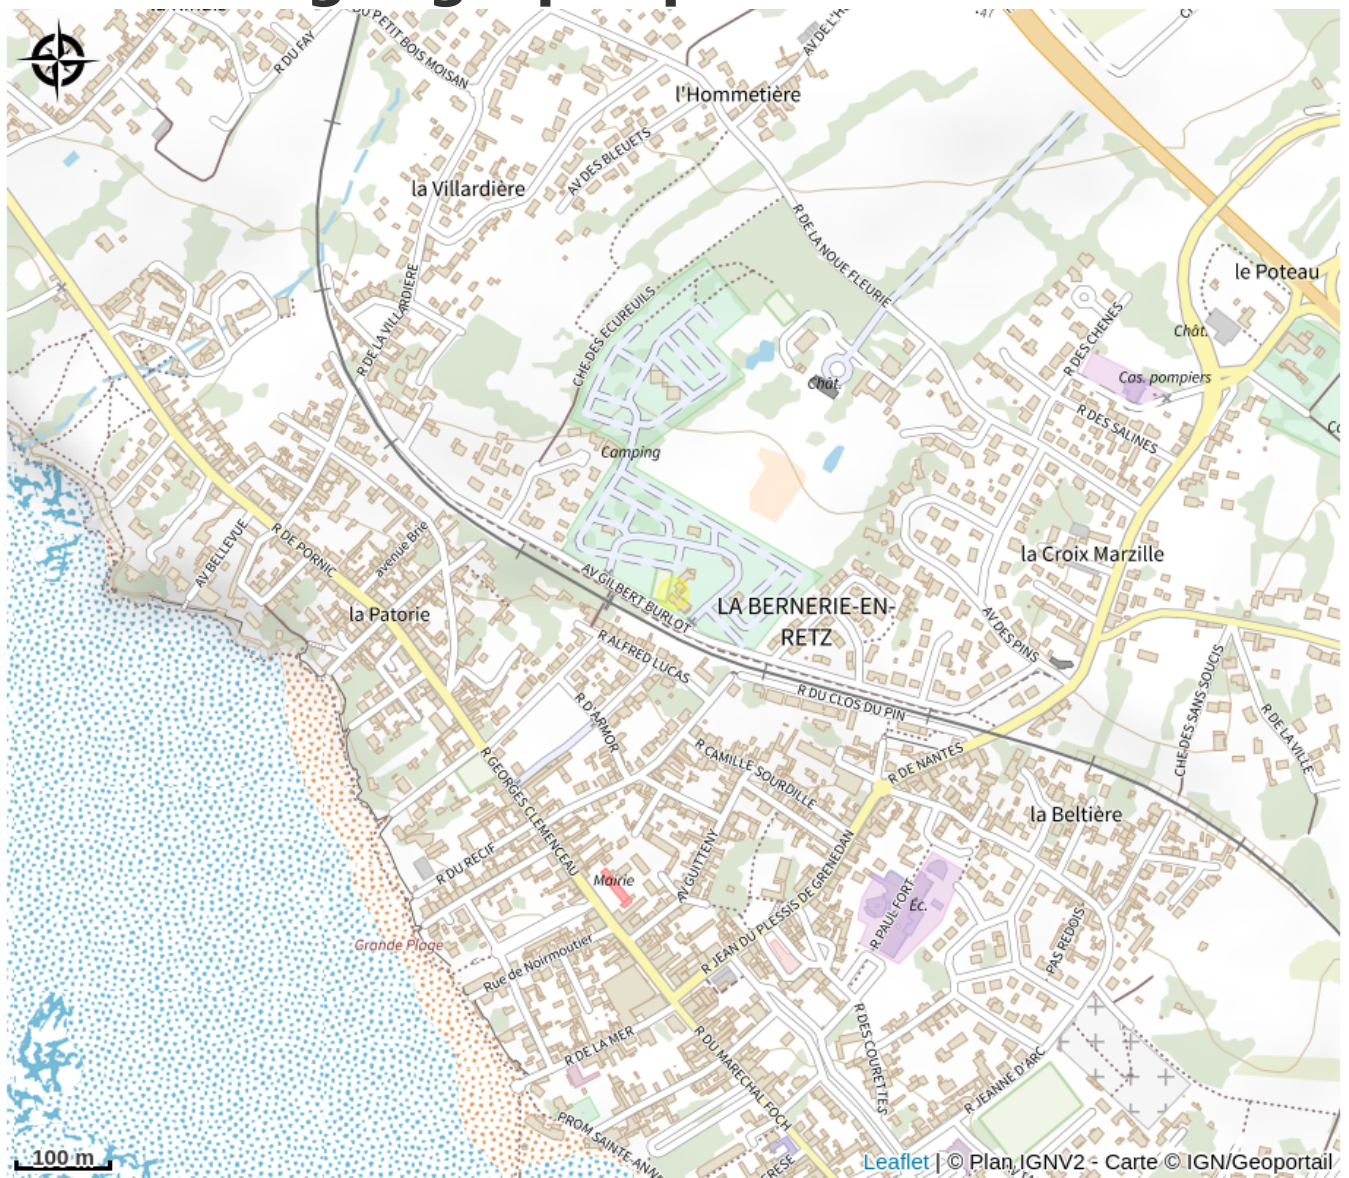 DU PETIT BOIS MOISAN
R DU FAY
l'Hommetière
AV DES BLEUETS
la Villardière
R DE LA VILLARDIERE
R DE LA NOUE FLEURIE
le Poteau
Chât.
CHE DES ECUREUILS
R DES CHENES
Cas. pompiers
Chât.
R DES SALINES
Camping
AV BELLEVUE
R DE PORNIC
avenue Brie
la Croix Marzille
AV GILBERT BURLOT
LA BERNERIE-EN-
RETZ
la Patorie
AV DES PINS
R ALFRED LUCAS
R DU CLOS DU PIN
CHE DES SANS SOUCIS
R DE LA VILLE
R D'ARMOR
R CAMILLE SOURDILLE
R DE NANTES
R GEORGES CLEMENCEAU
la Beltière
R DU RECIF
Mairie
AV GUITTENY
R JEAN DU PLESSIS DE GRENEDAN
R PAUL FORT
Éc.
PAS REDOIS
Grande Plage
Rue de Noirmoutier
R DE LA MER
R DU MARECHAL FOCH
R DES COURETTES
R JEANNE D'ARC
PROM SAINTE-ANNE
100 m
Leaflet | © Plan IGNV2 - Carte © IGN/Geoportail